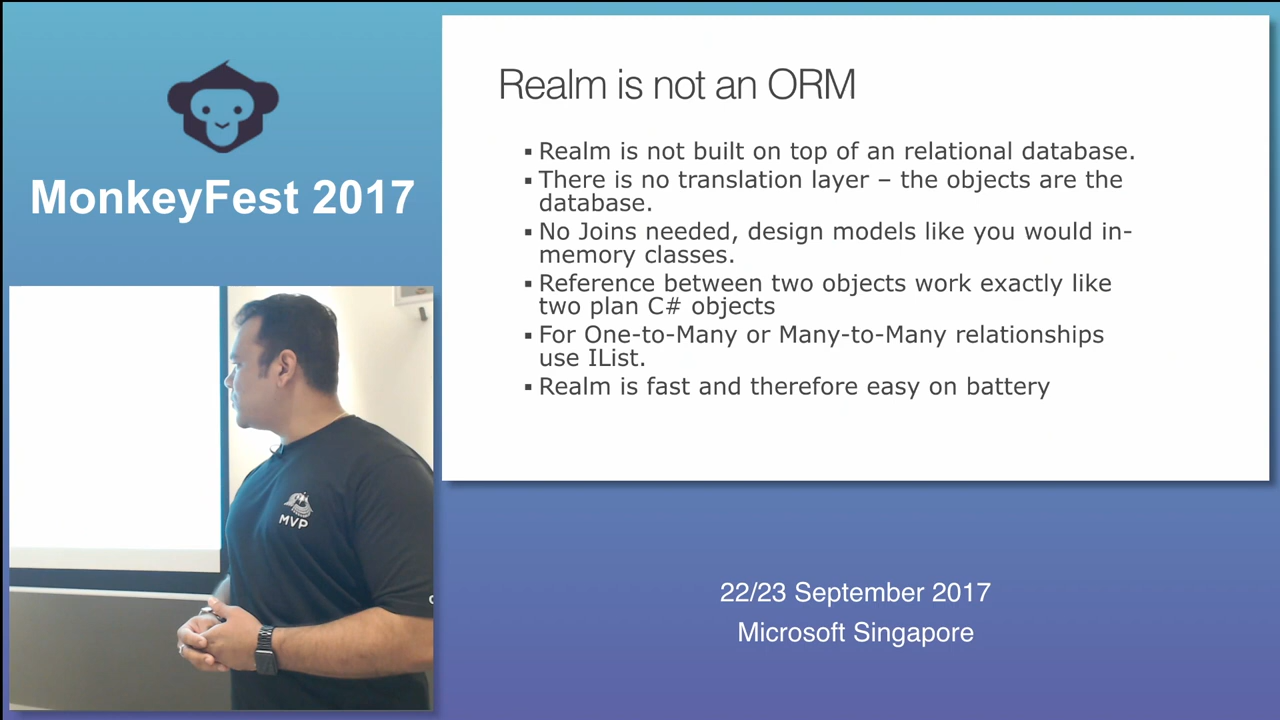 MonkeyFest 2017
Realm is not an ORM
▪ Realm is not built on top of an relational database.
▪ There is no translation layer – the objects are the
database.
▪ No Joins needed, design models like you would in-
memory classes.
▪ Reference between two objects work exactly like
two plan C# objects
▪ For One-to-Many or Many-to-Many relationships
use IList.
▪ Realm is fast and therefore easy on battery
MVP
22/23 September 2017
Microsoft Singapore